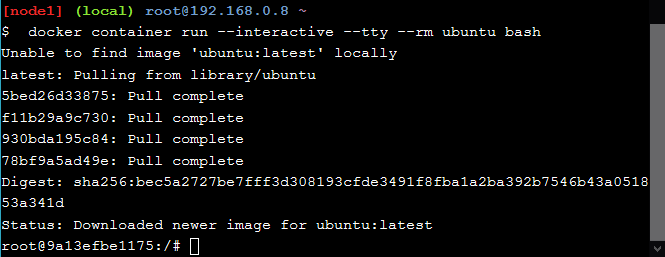 [node1] (local) root@192.168.0.8 ~
$  docker container run --interactive --tty --rm ubuntu bash
Unable to find image 'ubuntu:latest' locally
latest: Pulling from library/ubuntu
5bed26d33875: Pull complete
f11b29a9c730: Pull complete
930bda195c84: Pull complete
78bf9a5ad49e: Pull complete
Digest: sha256:bec5a2727be7fff3d308193cfde3491f8fba1a2ba392b7546b43a0518
53a341d
Status: Downloaded newer image for ubuntu:latest
root@9a13efbe1175:/#